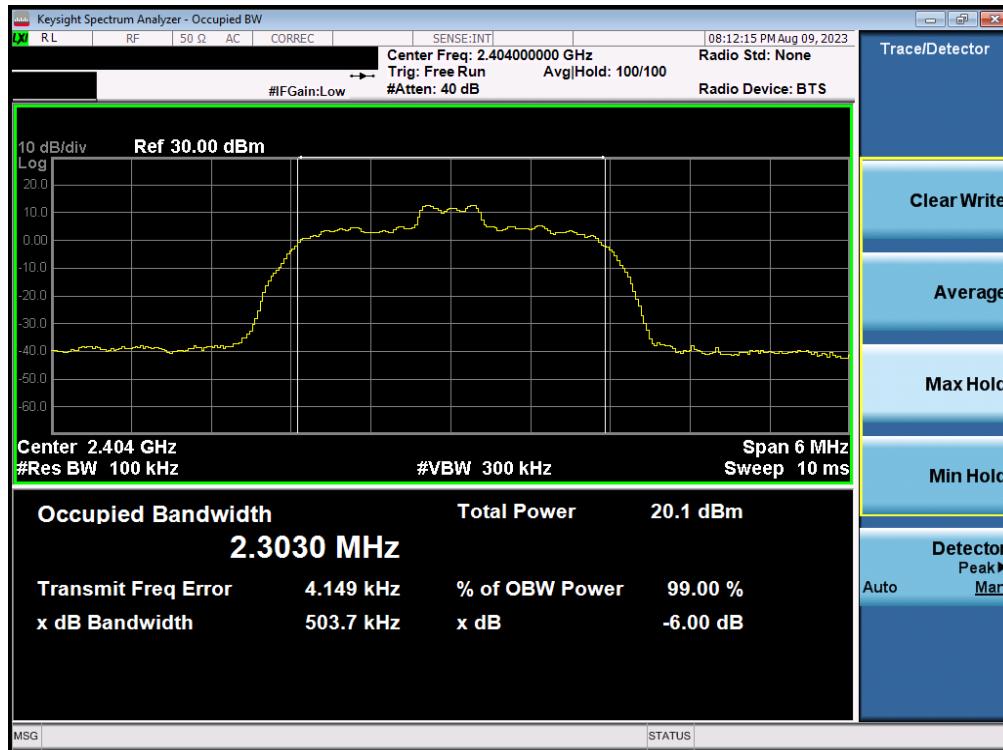 Keysight Spectrum Analyzer - Occupied BW
LXI RL RF 50 Ω AC CORREC SENSE:INT 08:12:15 PM Aug 09, 2023
Center Freq: 2.404000000 GHz Radio Std: None
Trig: Free Run Avg|Hold: 100/100
#IFGain:Low #Atten: 40 dB Radio Device: BTS
Trace/Detector
10 dB/div Ref 30.00 dBm
Log
20.0
10.0
0.00
-10.0
-20.0
-30.0
-40.0
-50.0
-60.0
Center 2.404 GHz Span 6 MHz
#Res BW 100 kHz #VBW 300 kHz Sweep 10 ms
Occupied Bandwidth Total Power 20.1 dBm
2.3030 MHz
Transmit Freq Error 4.149 kHz % of OBW Power 99.00 %
x dB Bandwidth 503.7 kHz x dB -6.00 dB
Clear Write
Average
Max Hold
Min Hold
Detector
Peak
Auto Man
MSG STATUS